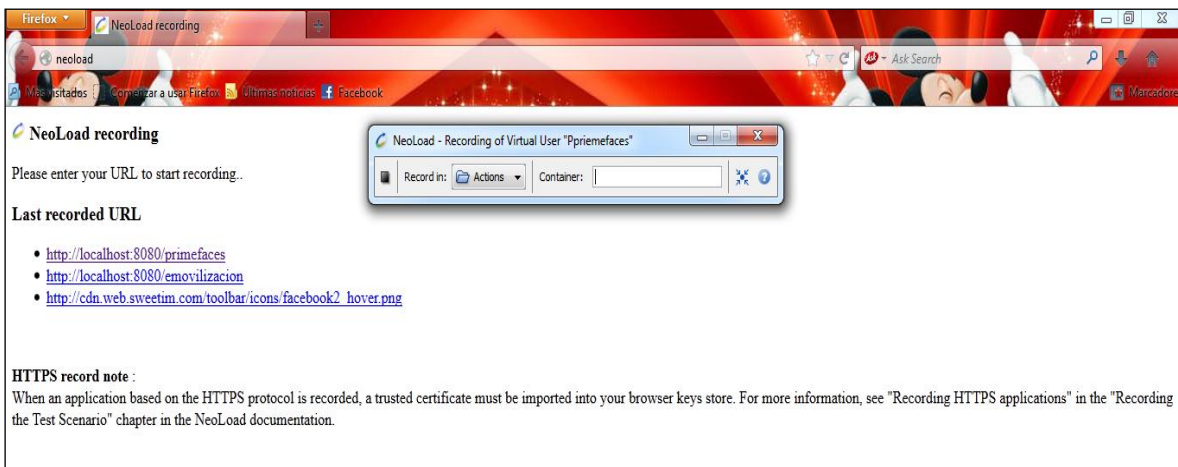 Firefox
NeoLoad recording
neoload
Ask Search
Más visitados Comenzar a usar Firefox Últimas noticias Facebook
Marcadore
NeoLoad recording
Please enter your URL to start recording..
NeoLoad - Recording of Virtual User "Ppriemefaces"
Record in: Actions Container:
Last recorded URL
http://localhost:8080/primefaces
http://localhost:8080/emovilizacion
http://cdn.web.sweetim.com/toolbar/icons/facebook2_hover.png
HTTPS record note :
When an application based on the HTTPS protocol is recorded, a trusted certificate must be imported into your browser keys store. For more information, see "Recording HTTPS applications" in the "Recording
the Test Scenario" chapter in the NeoLoad documentation.